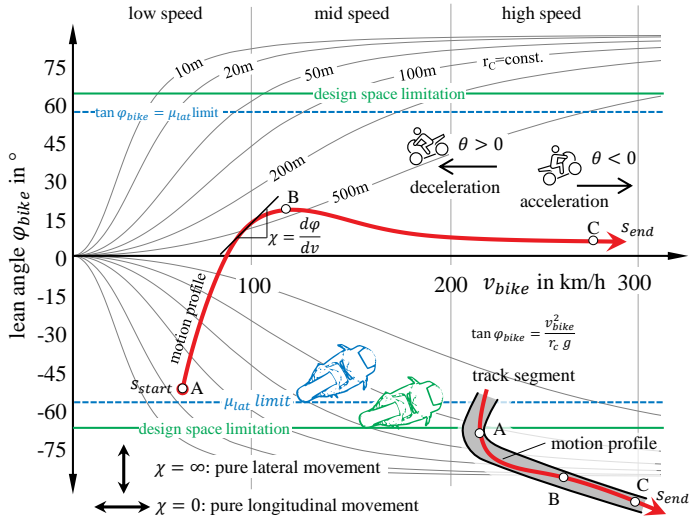 low speed mid speed high speed
lean angle φ_bike in °
75
60
45
30
15
0
-15
-30
-45
-60
-75
10m
20m
50m
100m
r_C=const.
200m
500m
design space limitation
tan φ_bike = μ_lat limit
θ > 0
deceleration
θ < 0
acceleration
B
C
s_end
χ = dφ/dv
100 200 300
v_bike in km/h
motion profile
s_start
A
tan φ_bike = v²_bike / r_c g
μ_lat limit
design space limitation
track segment
A
motion profile
B
C
s_end
χ = ∞: pure lateral movement
χ = 0: pure longitudinal movement